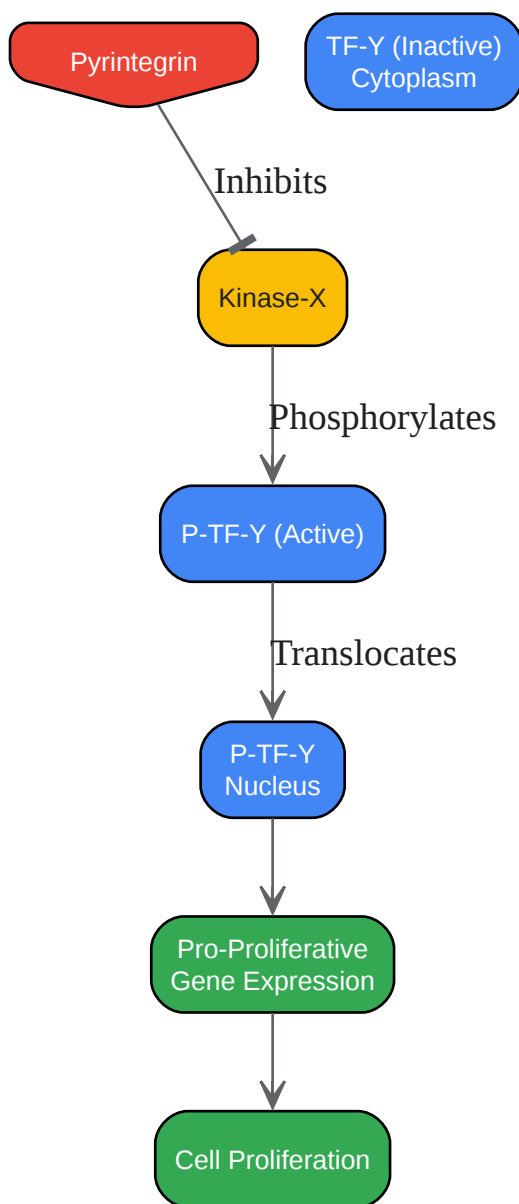 Pyrintegrin
TF-Y (Inactive)
Cytoplasm
Inhibits
Kinase-X
Phosphorylates
P-TF-Y (Active)
Translocates
P-TF-Y
Nucleus
Pro-Proliferative
Gene Expression
Cell Proliferation